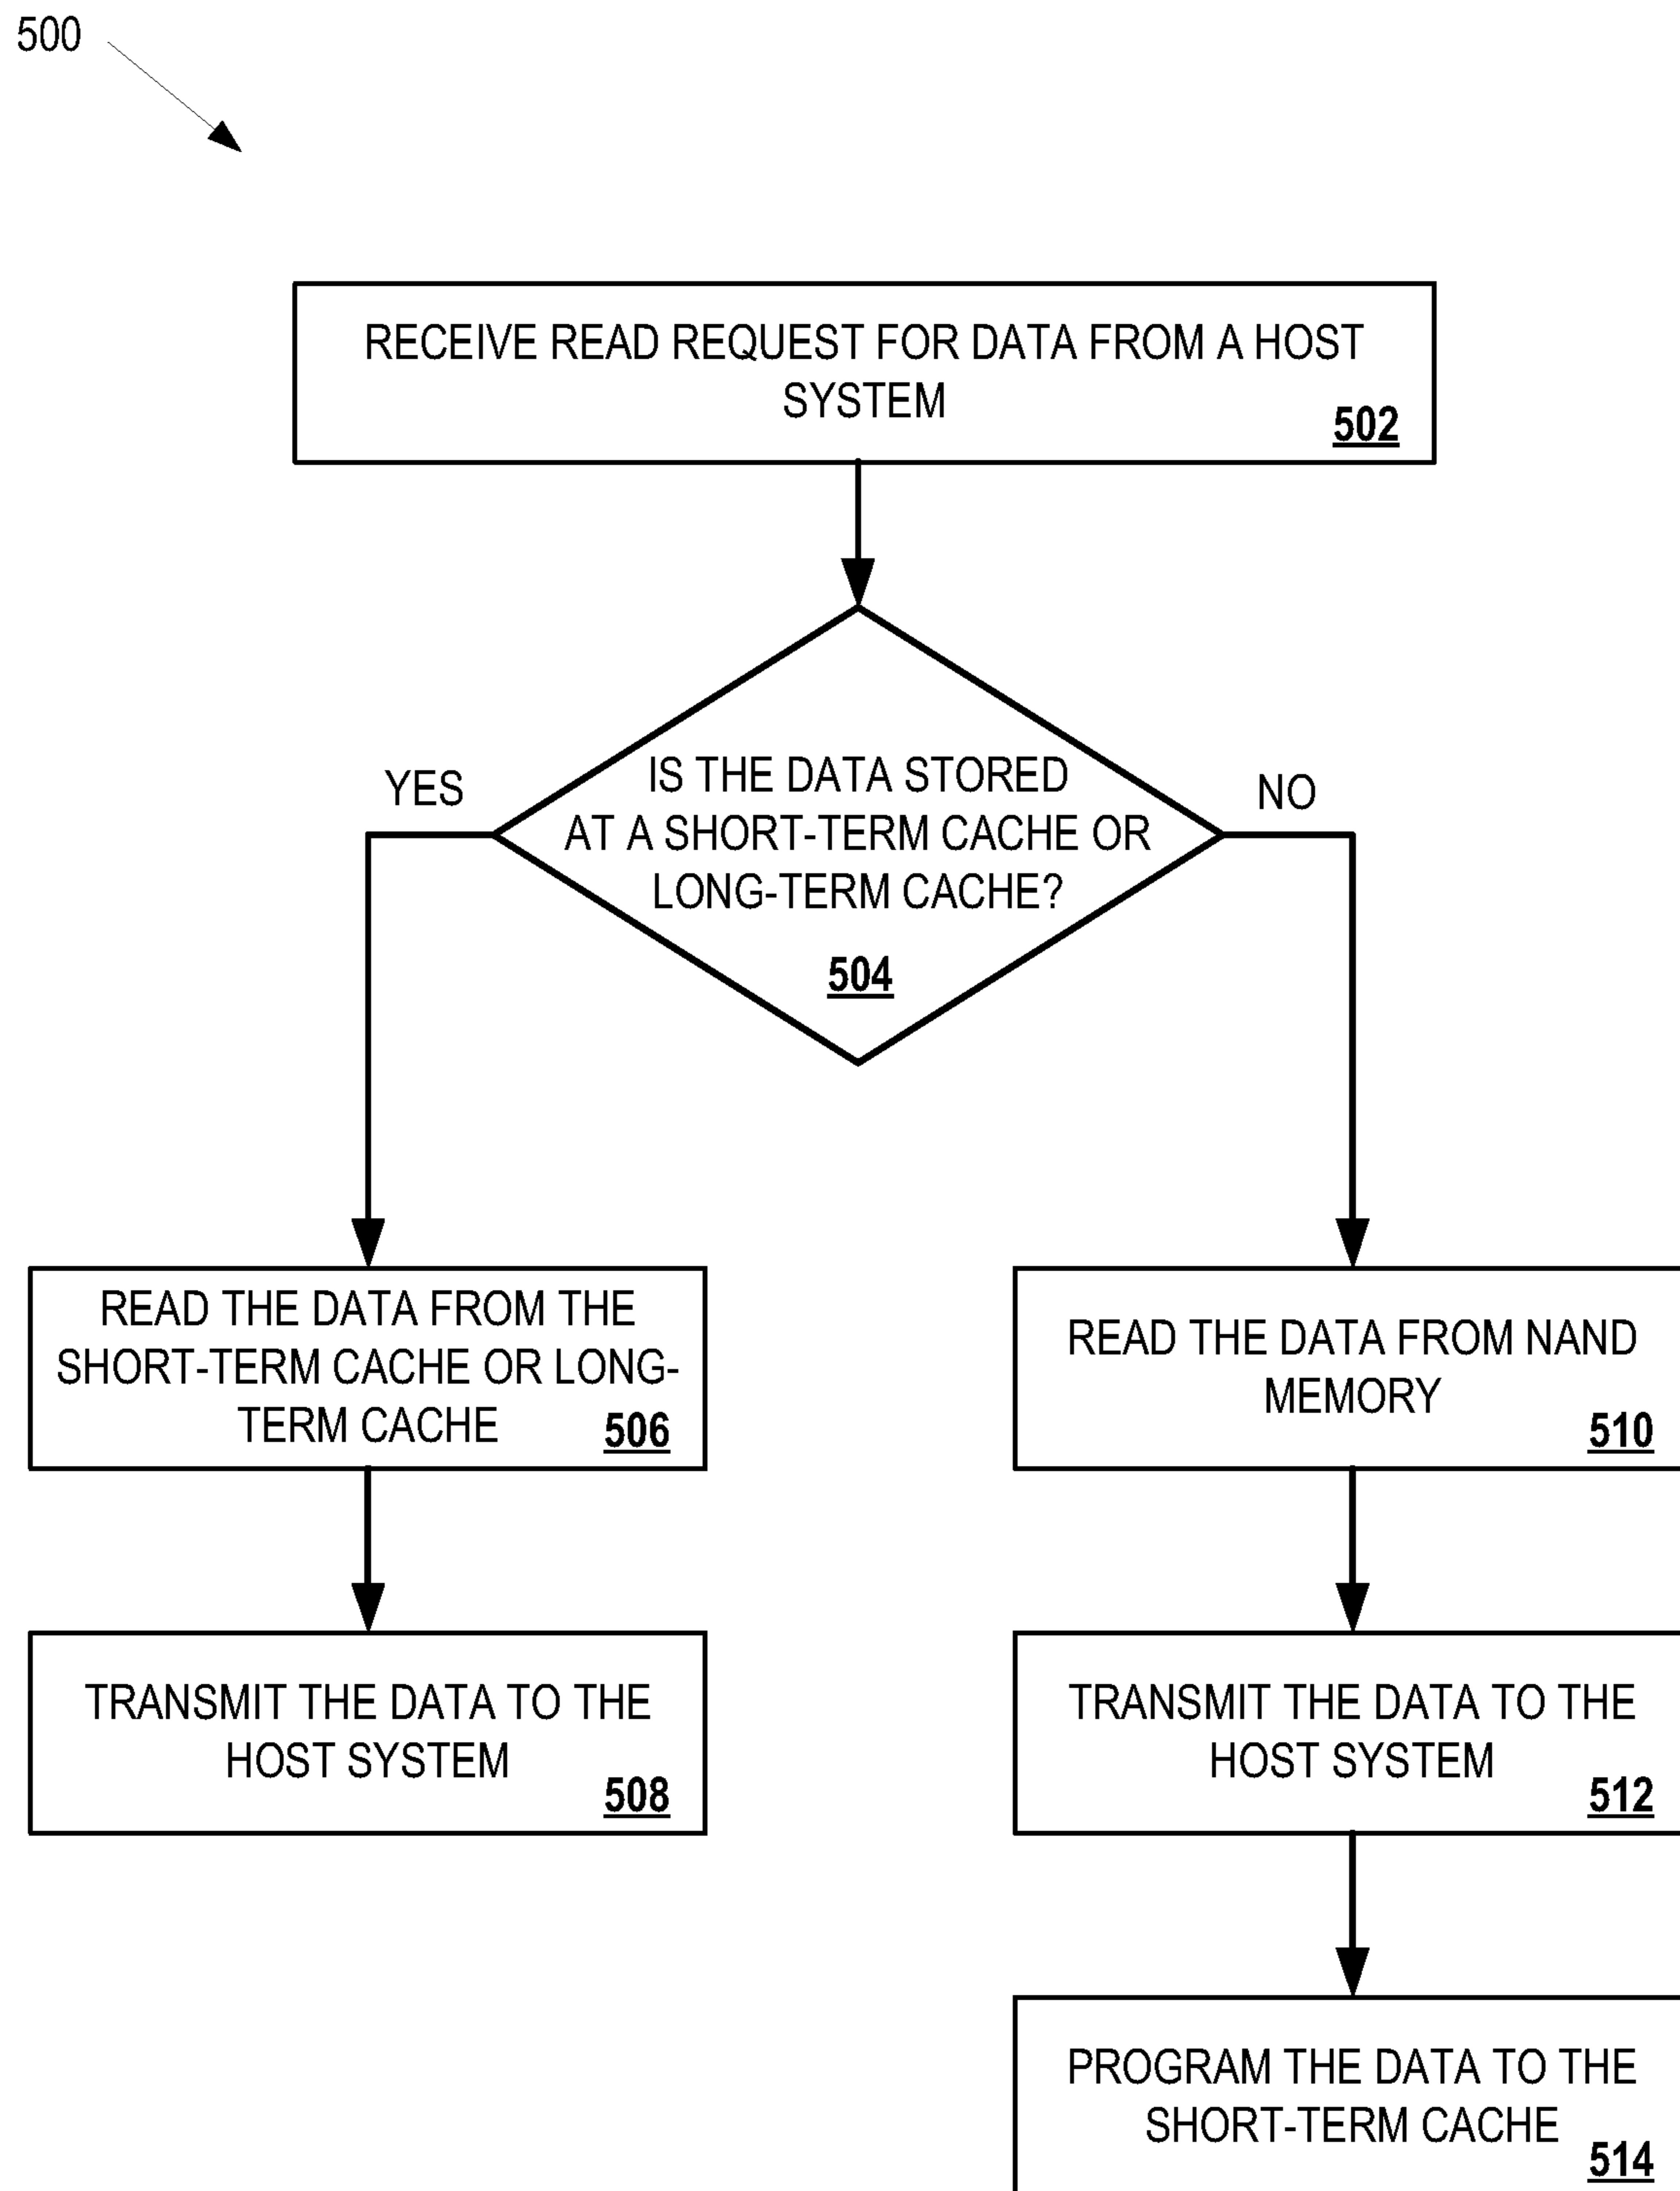 500
RECEIVE READ REQUEST FOR DATA FROM A HOST
SYSTEM
502
YES
NO
IS THE DATA STORED
AT A SHORT-TERM CACHE OR
LONG-TERM CACHE?
504
READ THE DATA FROM THE
SHORT-TERM CACHE OR LONG-
TERM CACHE
506
TRANSMIT THE DATA TO THE
HOST SYSTEM
508
READ THE DATA FROM NAND
MEMORY
510
TRANSMIT THE DATA TO THE
HOST SYSTEM
512
PROGRAM THE DATA TO THE
SHORT-TERM CACHE
514